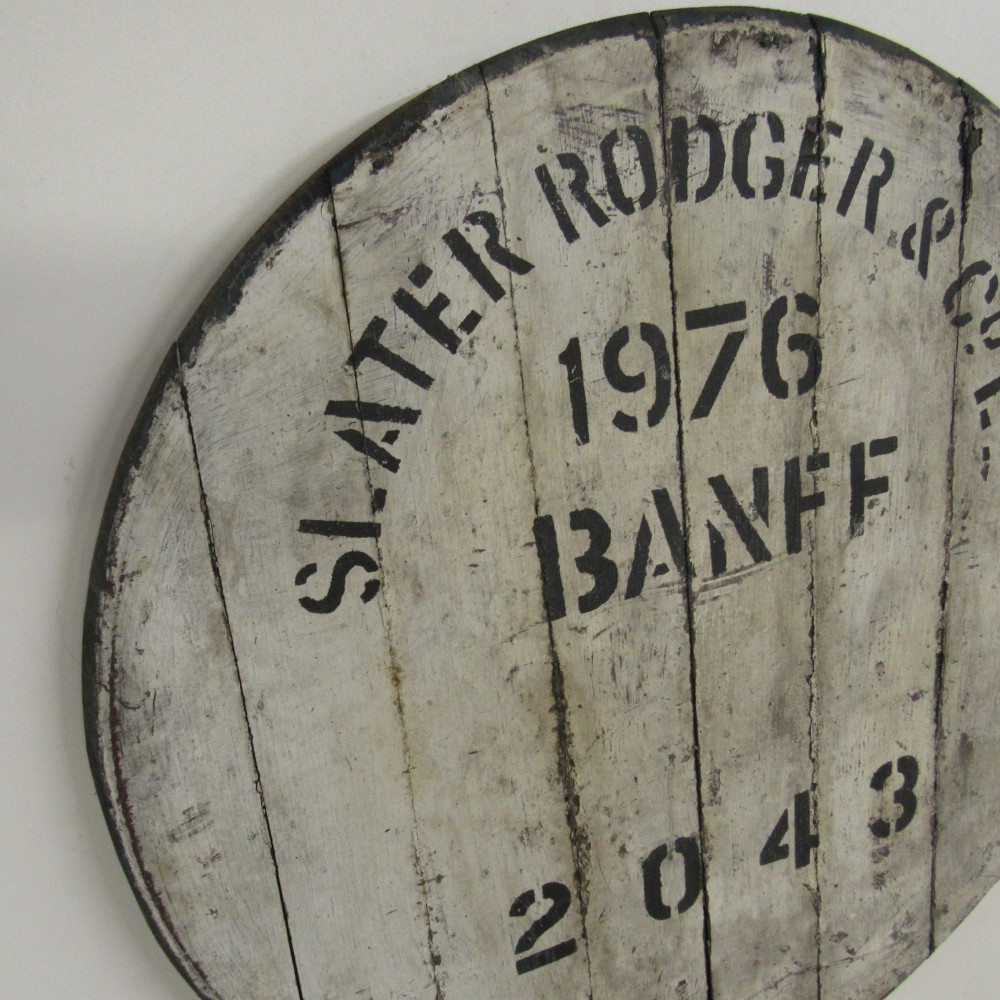 SLATER RODGER & CO.
1976
BANFF
2043